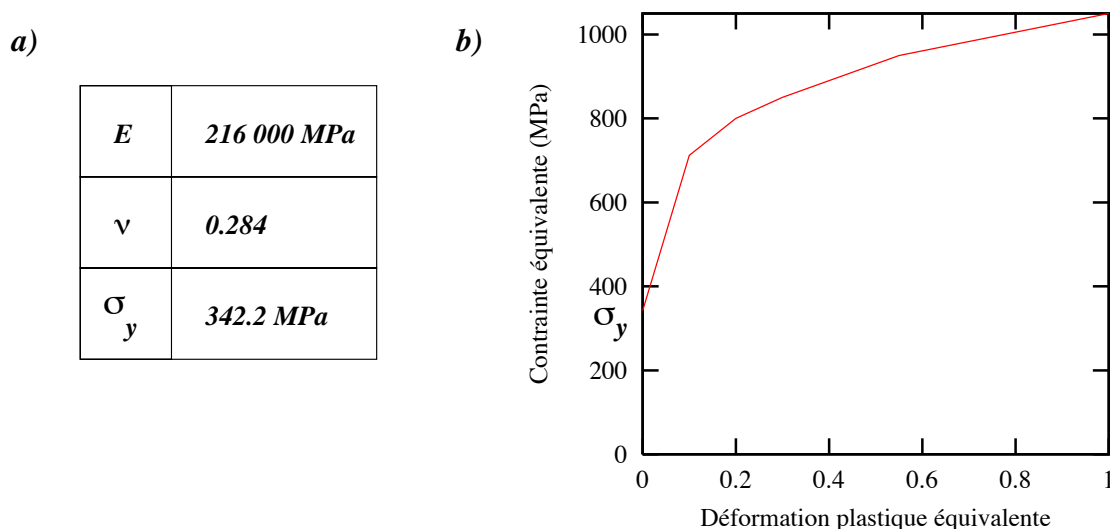 a)
E 216 000 MPa
ν 0.284
σy 342.2 MPa
b)
Contrainte équivalente (MPa)
1000
800
600
400
σy
200
0
0 0.2 0.4 0.6 0.8 1
Déformation plastique équivalente